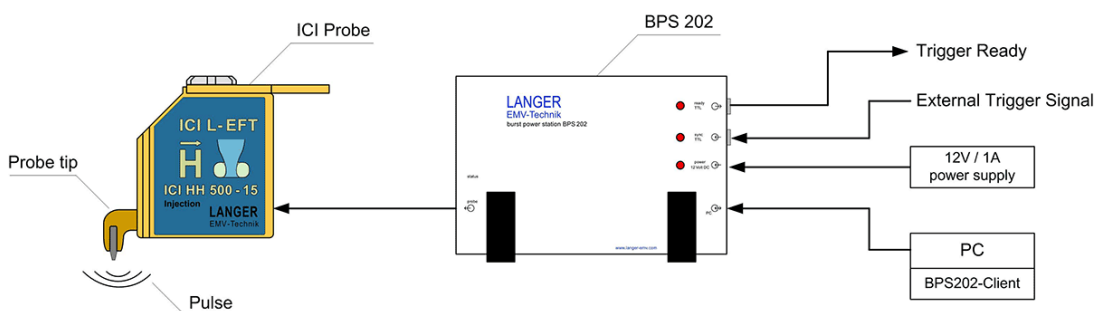 ICI Probe
BPS 202
Trigger Ready
External Trigger Signal
12V / 1A
power supply
PC
BPS202-Client
Probe tip
Pulse
ICI L-EFT
H
ICI HH 500 - 15
Injection
LANGER
EMV-Technik
LANGER
EMV-Technik
burst power station BPS 202
status
probe
ready
TTL
sync
TTL
power
12 Volt DC
PC
www.langer-emv.com